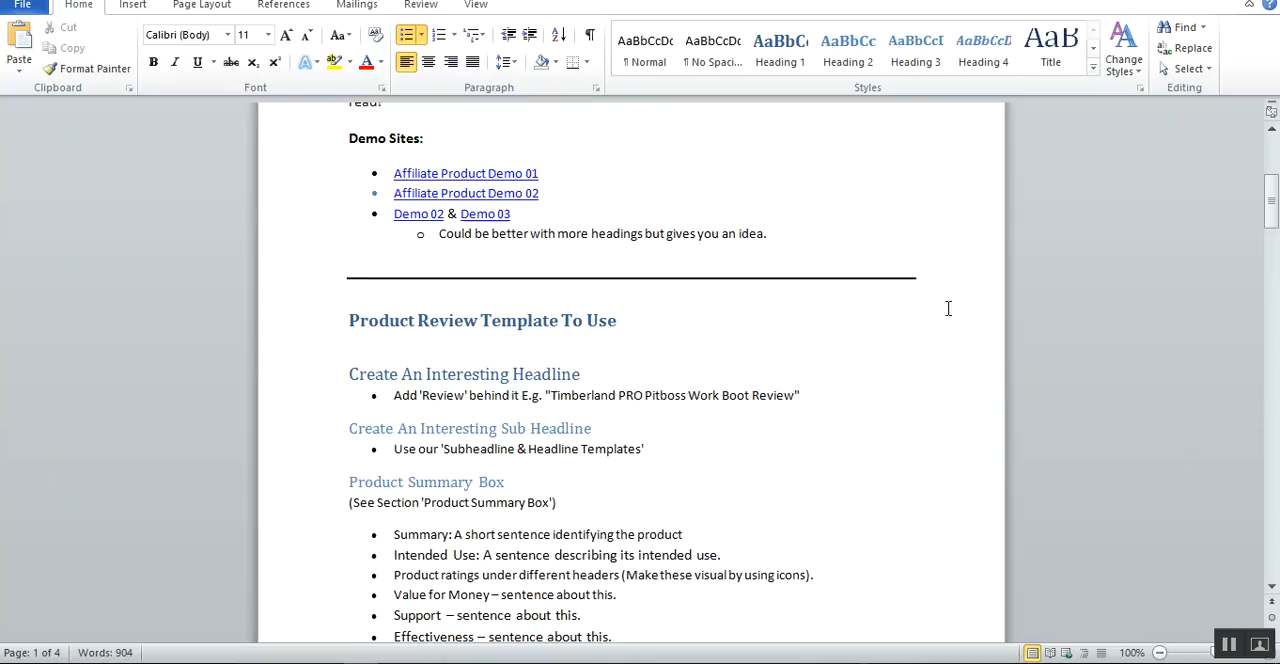 File Home Insert Page Layout References Mailings Review View
Paste Cut Copy Format Painter Clipboard
Calibri (Body) 11 Aa B I U abc X₂ X² A A Font
Paragraph
AaBbCcDc ¶ Normal AaBbCcDc ¶ No Spaci... AaBbC Heading 1 AaBbCc Heading 2 AaBbCcI Heading 3 AaBbCcD Heading 4 AaB Title Change Styles Styles
Find Replace Select Editing
read!
Demo Sites:
• Affiliate Product Demo 01
• Affiliate Product Demo 02
• Demo 02 & Demo 03
o Could be better with more headings but gives you an idea.
Product Review Template To Use
Create An Interesting Headline
• Add 'Review' behind it E.g. "Timberland PRO Pitboss Work Boot Review"
Create An Interesting Sub Headline
• Use our 'Subheadline & Headline Templates'
Product Summary Box
(See Section 'Product Summary Box')
• Summary: A short sentence identifying the product
• Intended Use: A sentence describing its intended use.
• Product ratings under different headers (Make these visual by using icons).
• Value for Money – sentence about this.
• Support – sentence about this.
• Effectiveness – sentence about this.
Page: 1 of 4 Words: 904 100%